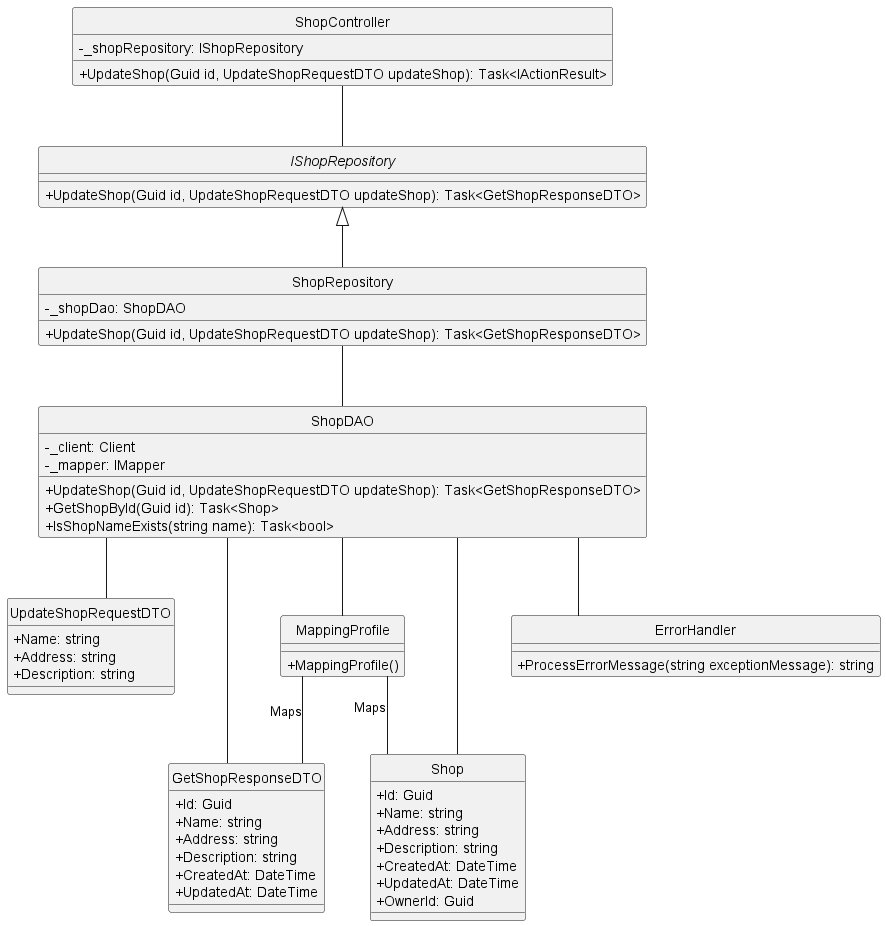 ShopController
-_shopRepository: IShopRepository
+UpdateShop(Guid id, UpdateShopRequestDTO updateShop): Task<IActionResult>
IShopRepository
+UpdateShop(Guid id, UpdateShopRequestDTO updateShop): Task<GetShopResponseDTO>
ShopRepository
-_shopDao: ShopDAO
+UpdateShop(Guid id, UpdateShopRequestDTO updateShop): Task<GetShopResponseDTO>
ShopDAO
-_client: Client
-_mapper: IMapper
+UpdateShop(Guid id, UpdateShopRequestDTO updateShop): Task<GetShopResponseDTO>
+GetShopById(Guid id): Task<Shop>
+IsShopNameExists(string name): Task<bool>
UpdateShopRequestDTO
+Name: string
+Address: string
+Description: string
MappingProfile
+MappingProfile()
ErrorHandler
+ProcessErrorMessage(string exceptionMessage): string
Maps
Maps
GetShopResponseDTO
+Id: Guid
+Name: string
+Address: string
+Description: string
+CreatedAt: DateTime
+UpdatedAt: DateTime
Shop
+Id: Guid
+Name: string
+Address: string
+Description: string
+CreatedAt: DateTime
+UpdatedAt: DateTime
+OwnerId: Guid